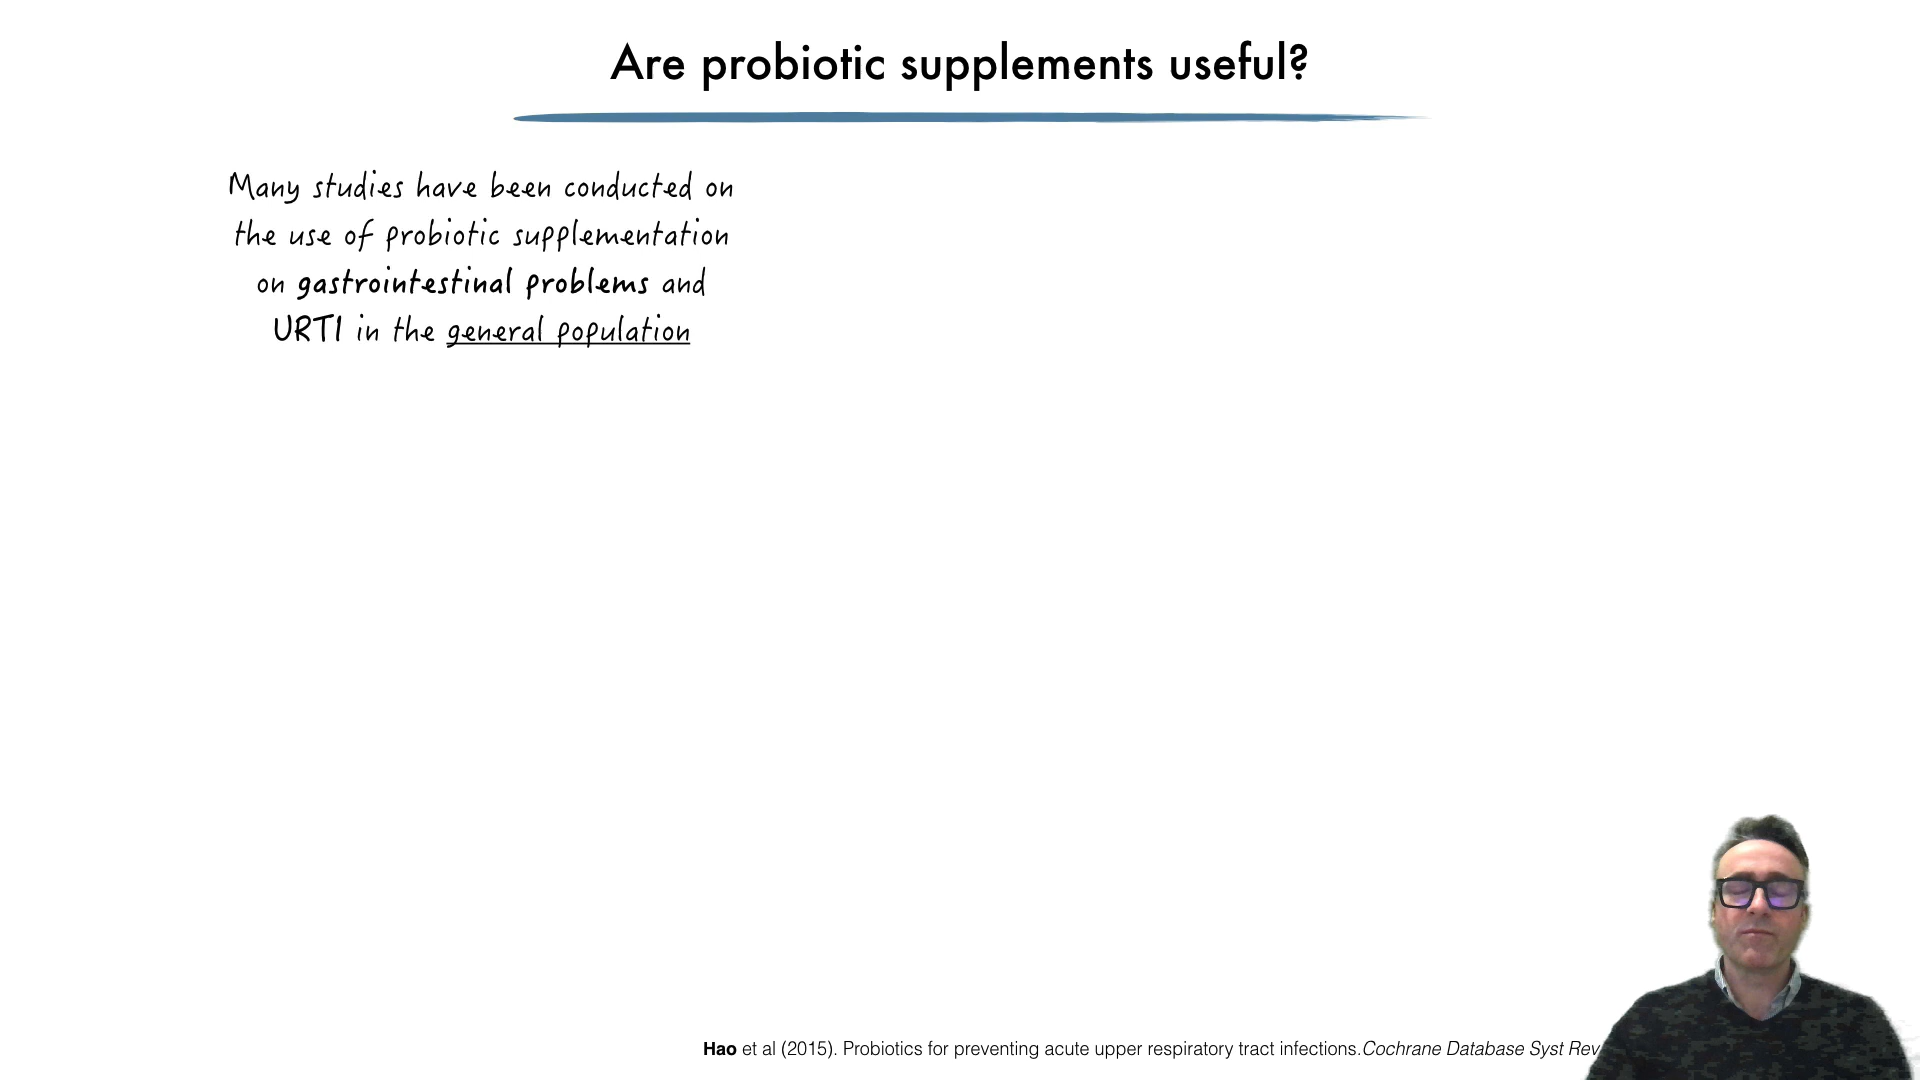 Are probiotic supplements useful?
Many studies have been conducted on
the use of probiotic supplementation
on gastrointestinal problems and
URTI in the general population
Hao et al (2015). Probiotics for preventing acute upper respiratory tract infections.Cochrane Database Syst Rev